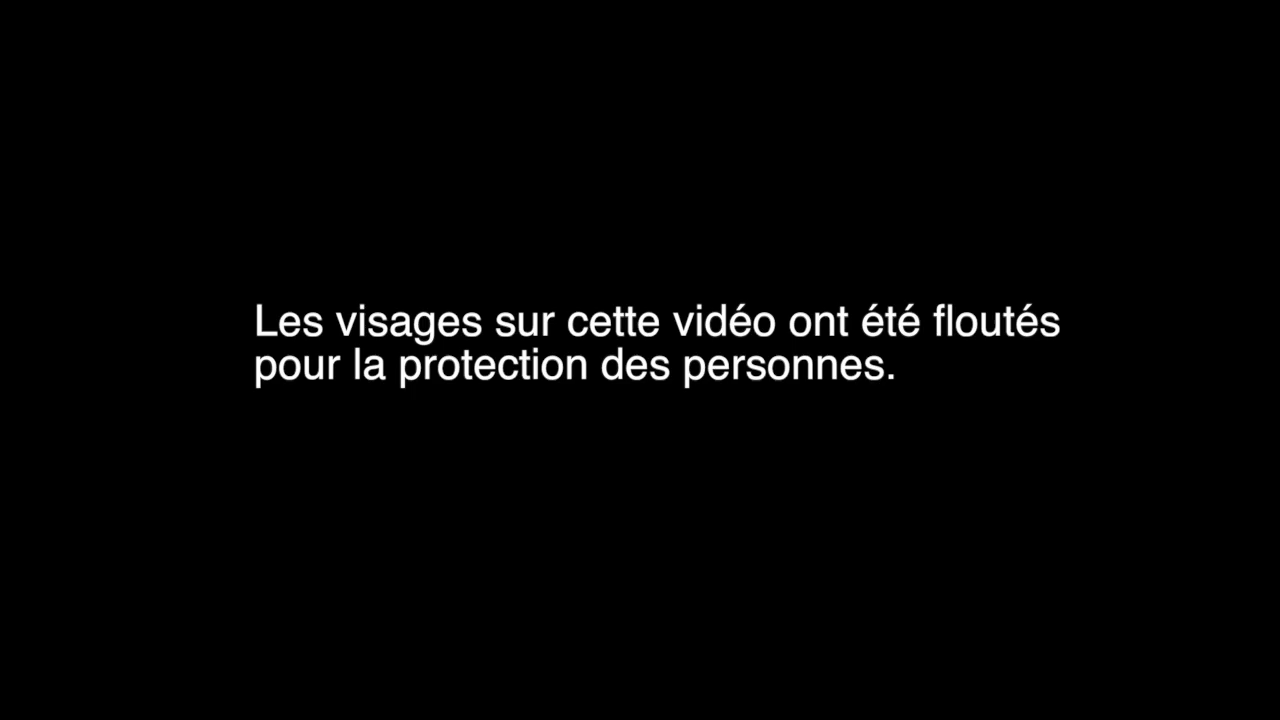 Les visages sur cette vidéo ont été floutés
pour la protection des personnes.